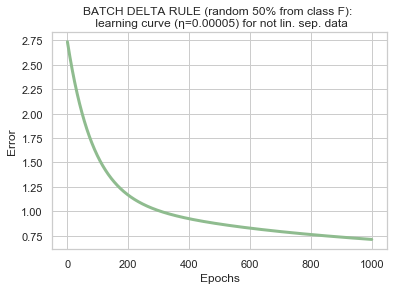 BATCH DELTA RULE (random 50% from class F):
learning curve (η=0.00005) for not lin. sep. data
2.75
2.50
2.25
2.00
1.75
1.50
1.25
1.00
0.75
Error
0 200 400 600 800 1000
Epochs